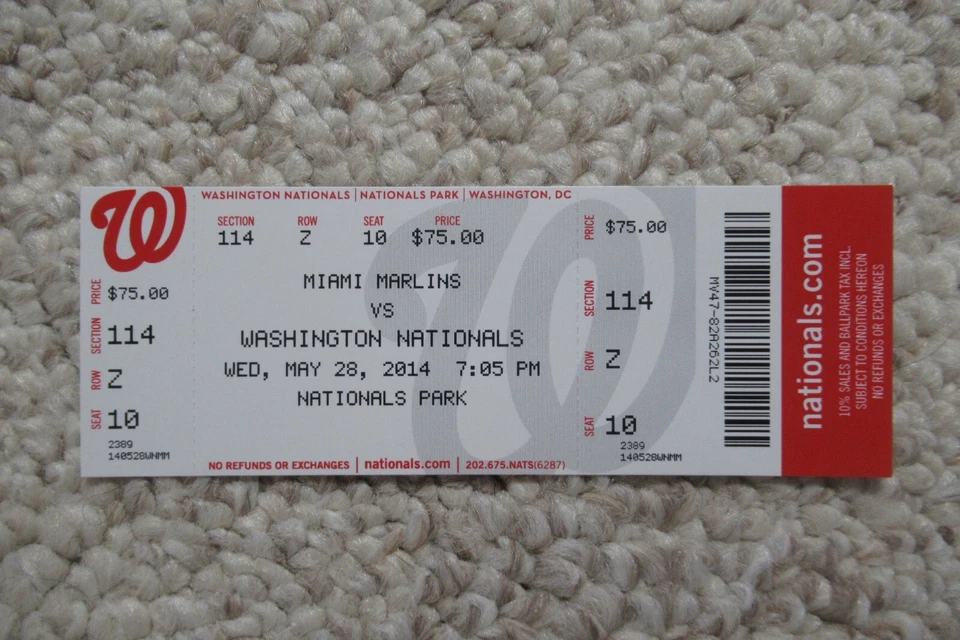 W
PRICE $75.00
SECTION 114
ROW Z
SEAT 10
2389
140528WNMM
WASHINGTON NATIONALS | NATIONALS PARK | WASHINGTON, DC
SECTION ROW SEAT PRICE
114 Z 10 $75.00
MIAMI MARLINS
VS
WASHINGTON NATIONALS
WED, MAY 28, 2014 7:05 PM
NATIONALS PARK
NO REFUNDS OR EXCHANGES | nationals.com | 202.675.NATS(6287)
PRICE $75.00
SECTION 114
ROW Z
SEAT 10
2389
140528WNMM
MV47-82A262L2
nationals.com
10% SALES AND BALLPARK TAX INCL.
SUBJECT TO CONDITIONS HEREON
NO REFUNDS OR EXCHANGES